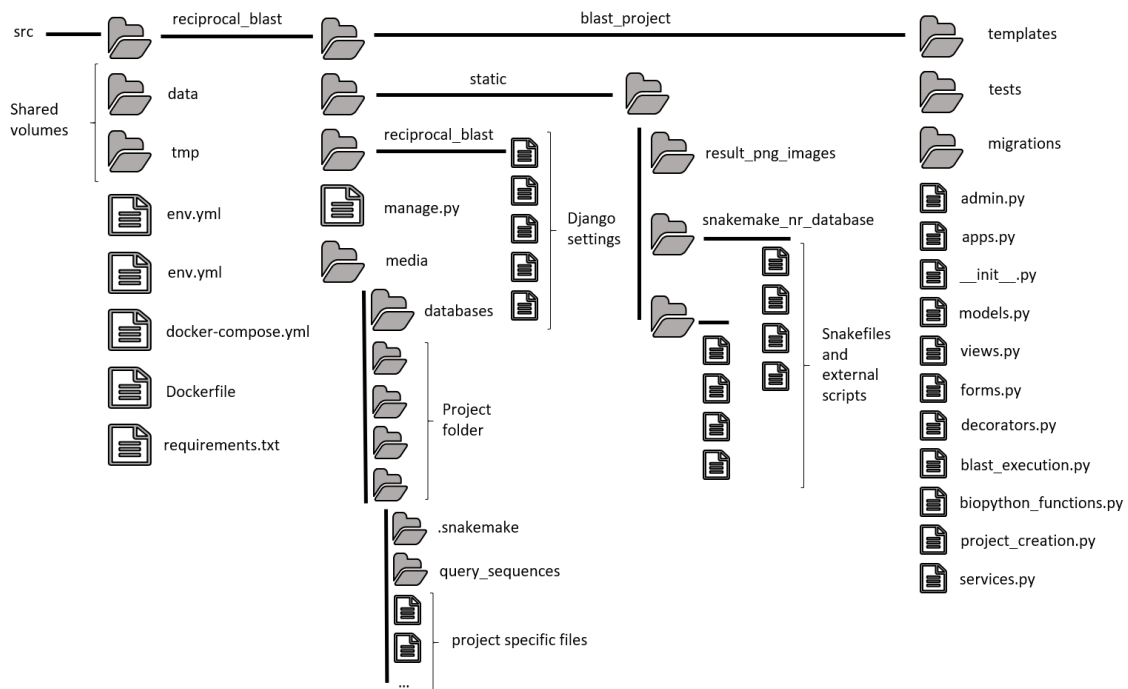 src
reciprocal_blast
blast_project
templates
Shared
volumes
data
tmp
env.yml
env.yml
docker-compose.yml
Dockerfile
requirements.txt
static
reciprocal_blast
manage.py
media
Django
settings
databases
Project
folder
.snakemake
query_sequences
project specific files
...
result_png_images
snakemake_nr_database
Snakefiles
and
external
scripts
tests
migrations
admin.py
apps.py
__init__.py
models.py
views.py
forms.py
decorators.py
blast_execution.py
biopython_functions.py
project_creation.py
services.py